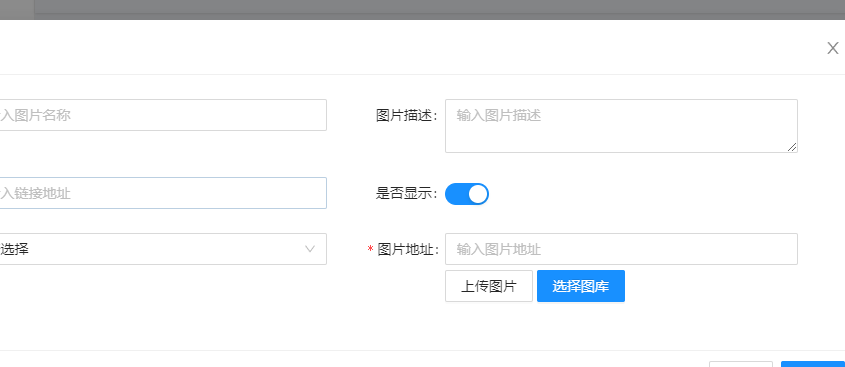 入图片名称
图片描述:
输入图片描述
入链接地址
是否显示:
选择
* 图片地址:
输入图片地址
上传图片
选择图库